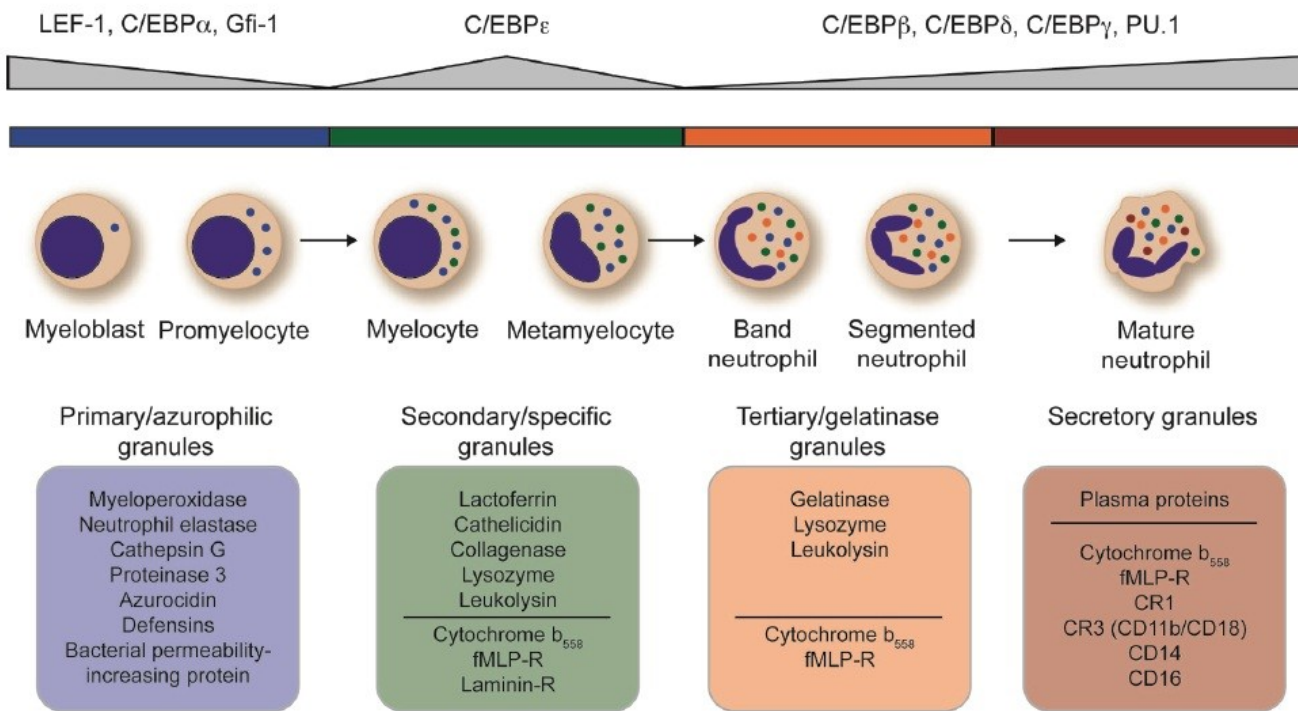 LEF-1, C/EBPα, Gfi-1
C/EBPε
C/EBPβ, C/EBPδ, C/EBPγ, PU.1
Myeloblast
Promyelocyte
Myelocyte
Metamyelocyte
Band
neutrophil
Segmented
neutrophil
Mature
neutrophil
Primary/azurophilic
granules
Myeloperoxidase
Neutrophil elastase
Cathepsin G
Proteinase 3
Azurocidin
Defensins
Bacterial permeability-
increasing protein
Secondary/specific
granules
Lactoferrin
Cathelicidin
Collagenase
Lysozyme
Leukolysin
Cytochrome b₅₅₈
fMLP-R
Laminin-R
Tertiary/gelatinase
granules
Gelatinase
Lysozyme
Leukolysin
Cytochrome b₅₅₈
fMLP-R
Secretory granules
Plasma proteins
Cytochrome b₅₅₈
fMLP-R
CR1
CR3 (CD11b/CD18)
CD14
CD16